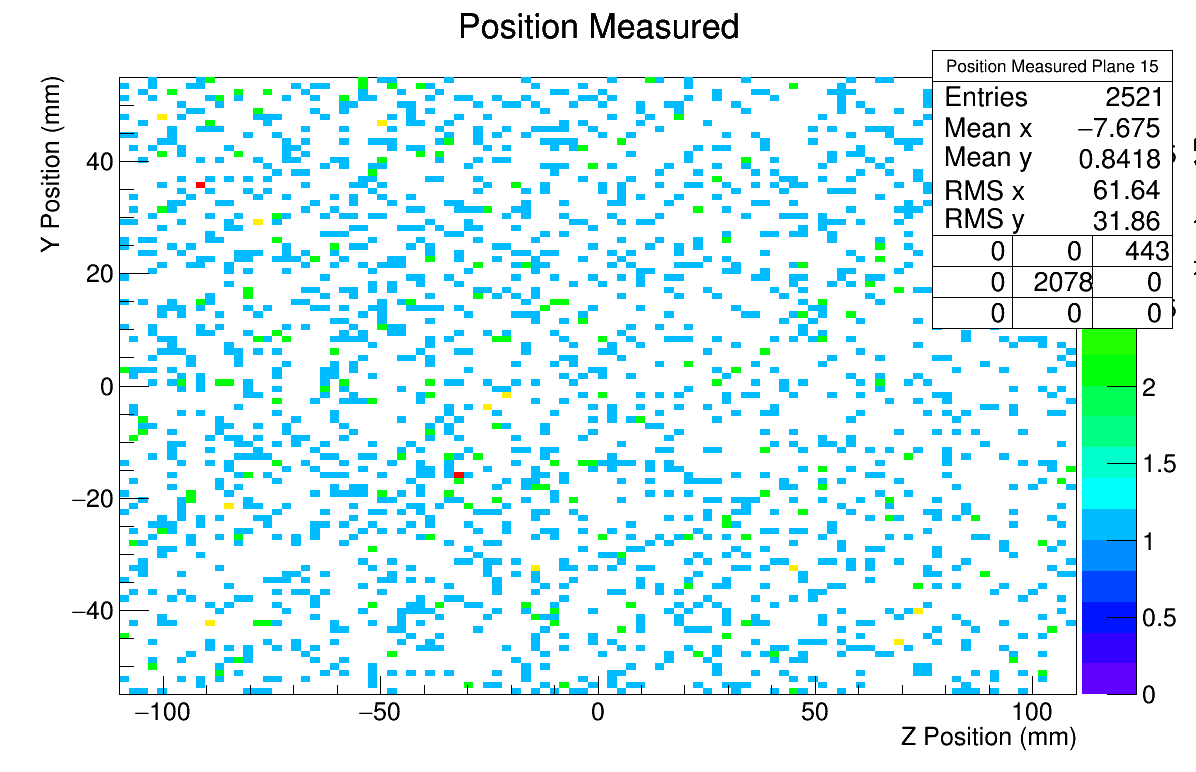 Position Measured
Position Measured Plane 15
Entries 2521
Mean x −7.675
Mean y 0.8418
RMS x 61.64
RMS y 31.86
0 0 443
0 2078 0
0 0 0
Y Position (mm)
40
20
0
−20
−40
2
1.5
1
0.5
0
−100 −50 0 50 100
Z Position (mm)